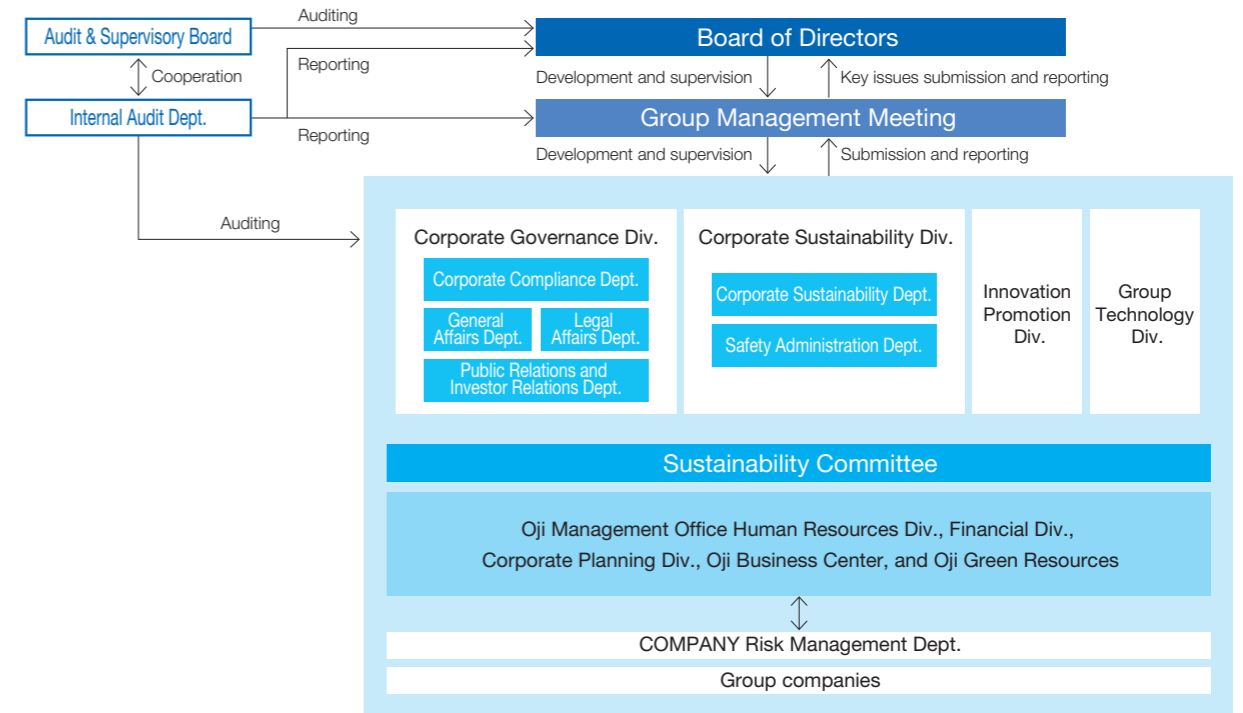 Auditing
Audit & Supervisory Board
Board of Directors
Cooperation
Reporting
Development and supervision
Key issues submission and reporting
Internal Audit Dept.
Group Management Meeting
Reporting
Development and supervision
Submission and reporting
Auditing
Corporate Governance Div.
Corporate Compliance Dept.
General
Affairs Dept.
Legal
Affairs Dept.
Public Relations and
Investor Relations Dept.
Corporate Sustainability Div.
Corporate Sustainability Dept.
Safety Administration Dept.
Innovation
Promotion
Div.
Group
Technology
Div.
Sustainability Committee
Oji Management Office Human Resources Div., Financial Div.,
Corporate Planning Div., Oji Business Center, and Oji Green Resources
COMPANY Risk Management Dept.
Group companies